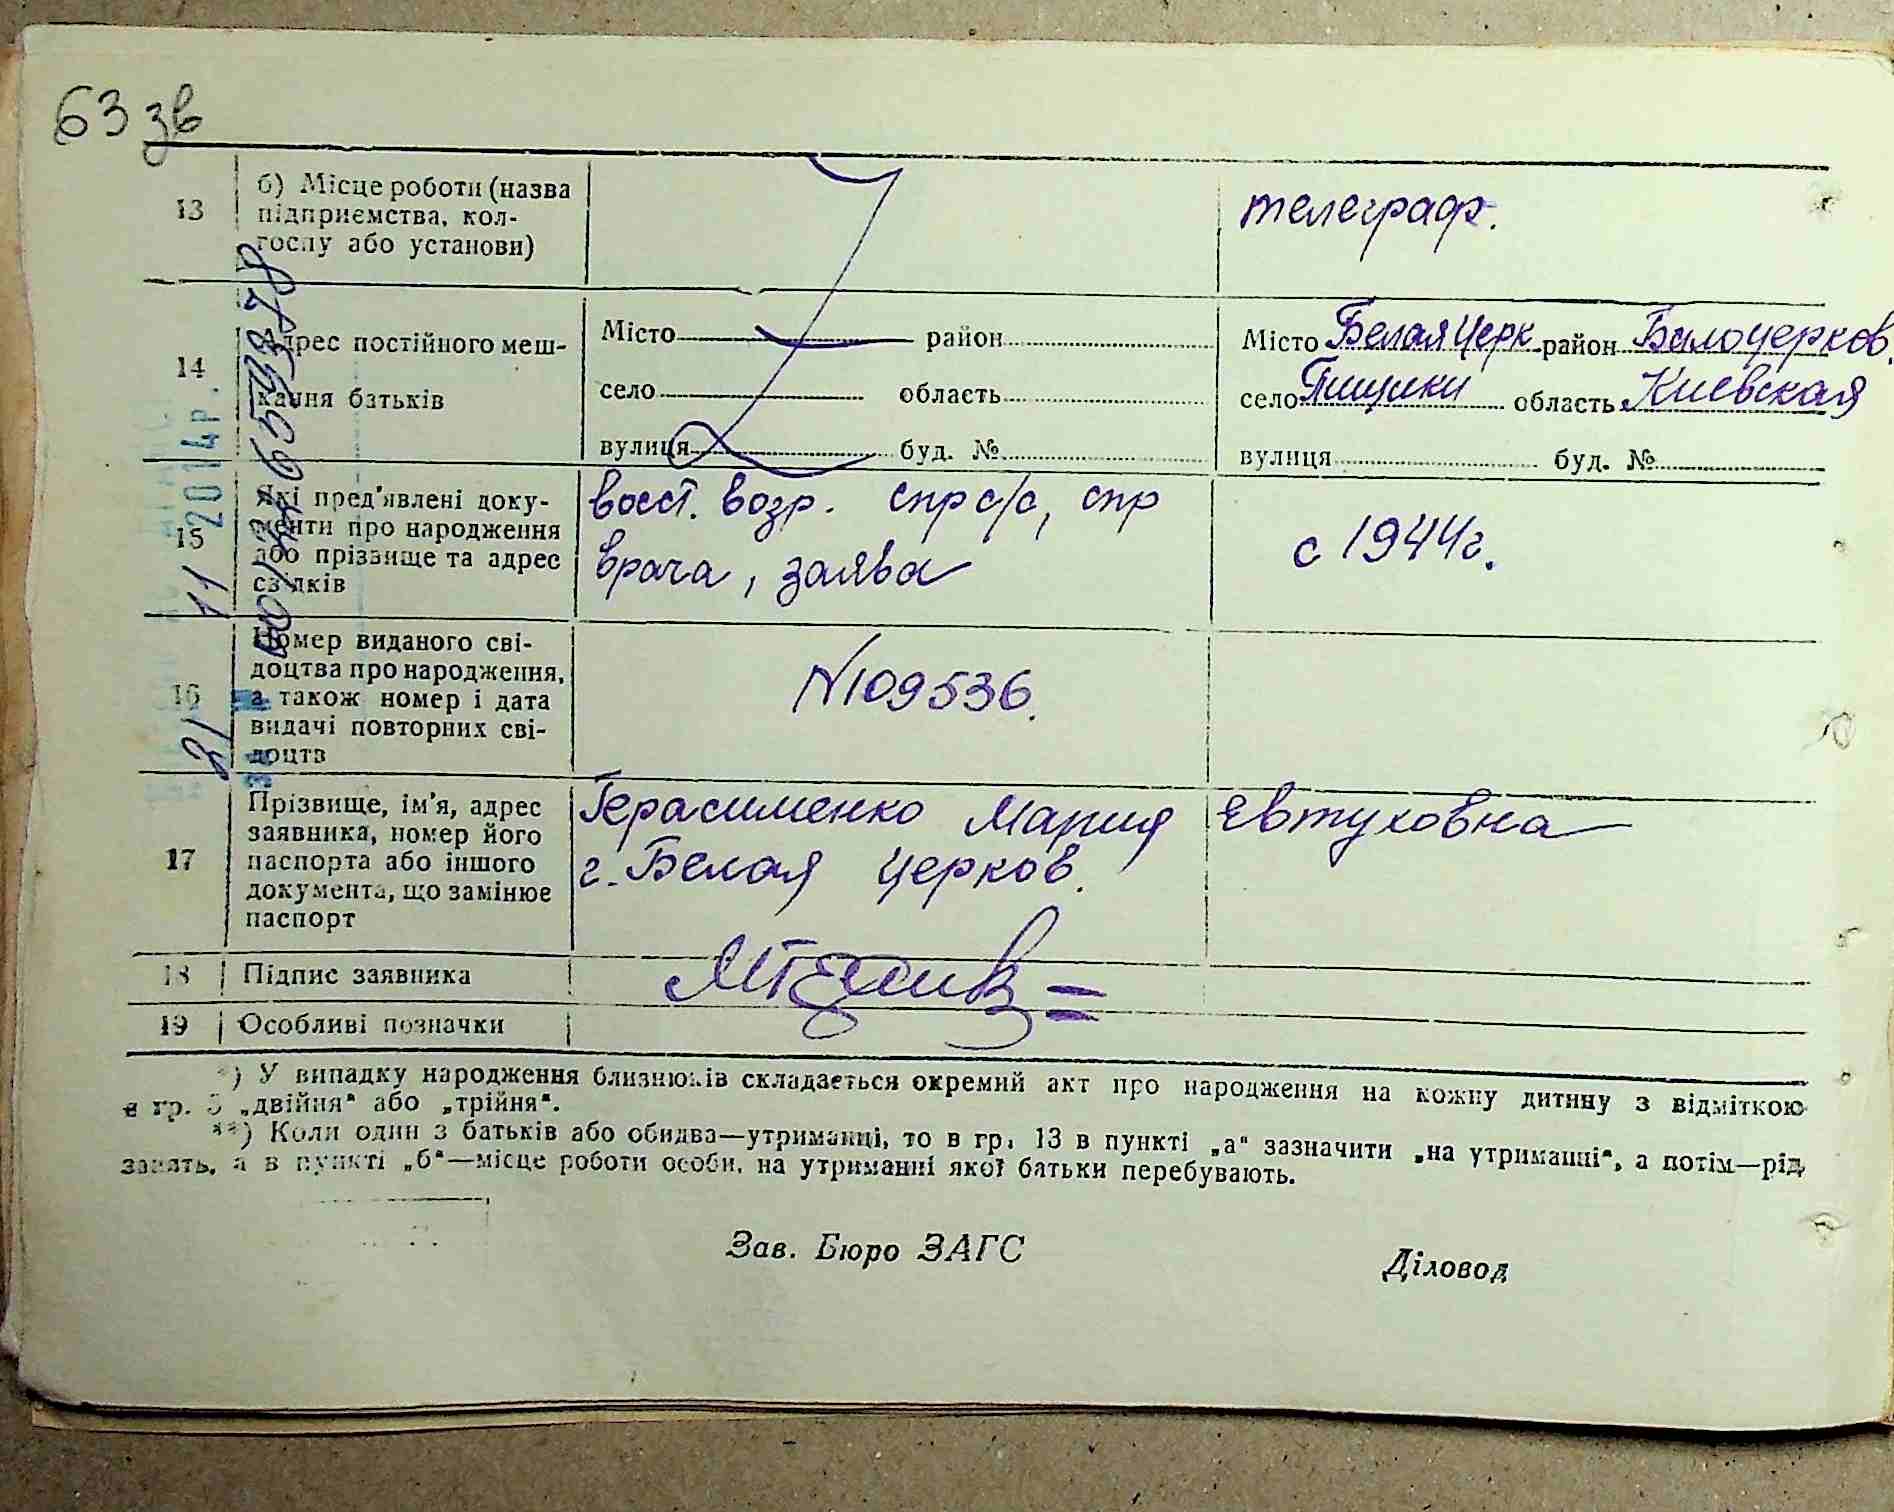 63 зв
13
б) Місце роботи (назва
підприємства, кол-
госпу або установи)
телеграф.
14
Адрес постійного меш-
кання батьків
Місто район
село область
вулиця буд. №
Місто Белая Церк район Билоцерков.
село Пищики область Киевская
вулиця буд. №
15
Які пред'явлені доку-
менти про народження
або прізвище та адрес
свідків
восст. возр. спр с/с, спр
врача, заява
с 1944 г.
16
Номер виданого сві-
доцтва про народження,
а також номер і дата
видачі повторних сві-
доцтв
N109536.
17
Прізвище, ім'я, адрес
заявника, номер його
паспорта або іншого
документа, що замінює
паспорт
Герасименко Мария Евтуховна
г. Белая Церков.
18
Підпис заявника
19
Особливі позначки
*) У випадку народження близнюків складається окремий акт про народження на кожну дитину з відміткою
в гр. 5 „двійня" або „трійня".
**) Коли один з батьків або обидва—утриманці, то в гр. 13 в пункті „а" зазначити „на утриманні", а потім—рід
занять, а в пункті „б"—місце роботи особи, на утриманні якої батьки перебувають.
Зав. Бюро ЗАГС
Діловод
21 11 2014 р.